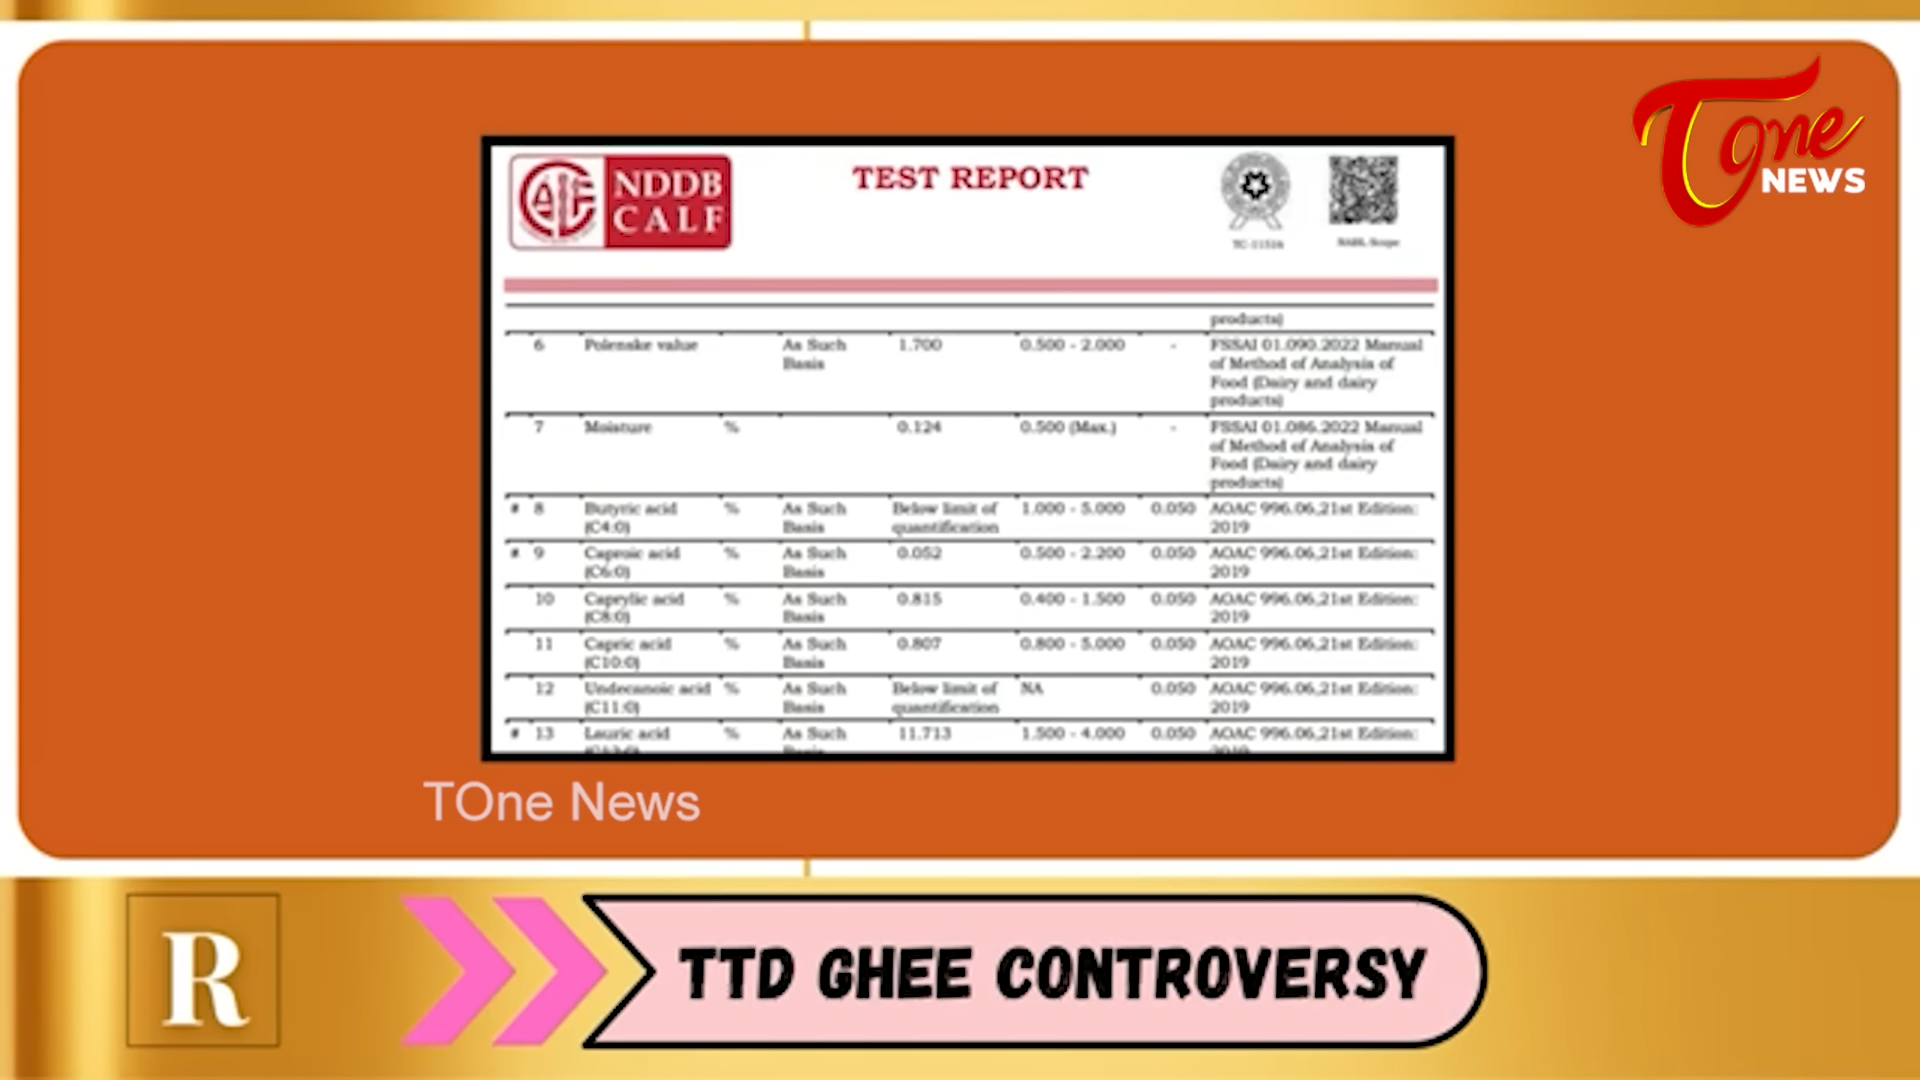 Tone
NEWS
NDDB
CALF
TEST REPORT
TC-11516
NABL Scope
products)
6 Polenske value As Such Basis 1.700 0.500 - 2.000 - FSSAI 01.090.2022 Manual of Method of Analysis of Food (Dairy and dairy products)
7 Moisture % 0.124 0.500 (Max.) - FSSAI 01.086.2022 Manual of Method of Analysis of Food (Dairy and dairy products)
# 8 Butyric acid (C4:0) % As Such Basis Below limit of quantification 1.000 - 5.000 0.050 AOAC 996.06,21st Edition: 2019
# 9 Caproic acid (C6:0) % As Such Basis 0.052 0.500 - 2.200 0.050 AOAC 996.06,21st Edition: 2019
10 Caprylic acid (C8:0) % As Such Basis 0.815 0.400 - 1.500 0.050 AOAC 996.06,21st Edition: 2019
11 Capric acid (C10:0) % As Such Basis 0.807 0.800 - 5.000 0.050 AOAC 996.06,21st Edition: 2019
12 Undecanoic acid (C11:0) % As Such Basis Below limit of quantification NA 0.050 AOAC 996.06,21st Edition: 2019
# 13 Lauric acid % As Such 11.713 1.500 - 4.000 0.050 AOAC 996.06,21st Edition:
TOne News
R
TTD GHEE CONTROVERSY